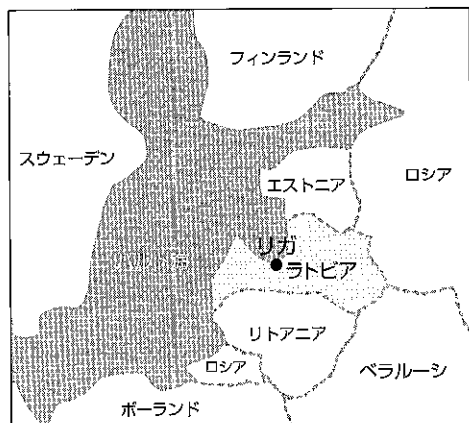 フィンランド
スウェーデン
ロシア
エストニア
リガ
ラトビア
リトアニア
ロシア
ベラルーシ
ポーランド